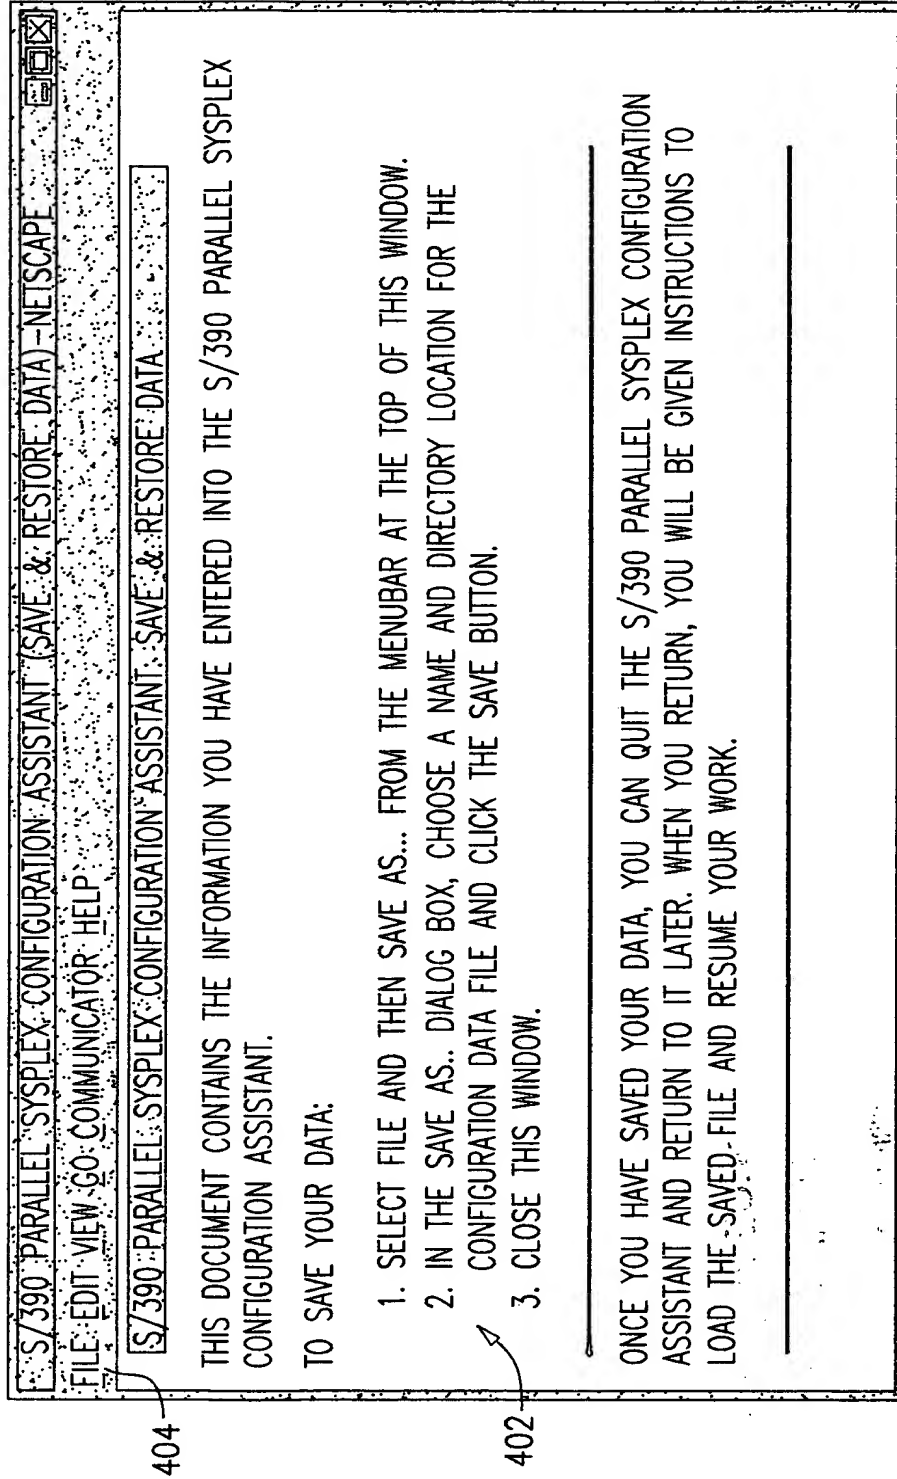 S/390 PARALLEL SYSPLEX CONFIGURATION ASSISTANT (SAVE & RESTORE DATA)-NETSCAPE
FILE EDIT VIEW GO COMMUNICATOR HELP
S/390 PARALLEL SYSPLEX CONFIGURATION ASSISTANT: SAVE & RESTORE DATA
THIS DOCUMENT CONTAINS THE INFORMATION YOU HAVE ENTERED INTO THE S/390 PARALLEL SYSPLEX
CONFIGURATION ASSISTANT.
TO SAVE YOUR DATA:
1. SELECT FILE AND THEN SAVE AS... FROM THE MENUBAR AT THE TOP OF THIS WINDOW.
2. IN THE SAVE AS.. DIALOG BOX, CHOOSE A NAME AND DIRECTORY LOCATION FOR THE
CONFIGURATION DATA FILE AND CLICK THE SAVE BUTTON.
3. CLOSE THIS WINDOW.
ONCE YOU HAVE SAVED YOUR DATA, YOU CAN QUIT THE S/390 PARALLEL SYSPLEX CONFIGURATION
ASSISTANT AND RETURN TO IT LATER. WHEN YOU RETURN, YOU WILL BE GIVEN INSTRUCTIONS TO
LOAD THE SAVED FILE AND RESUME YOUR WORK.
404
402